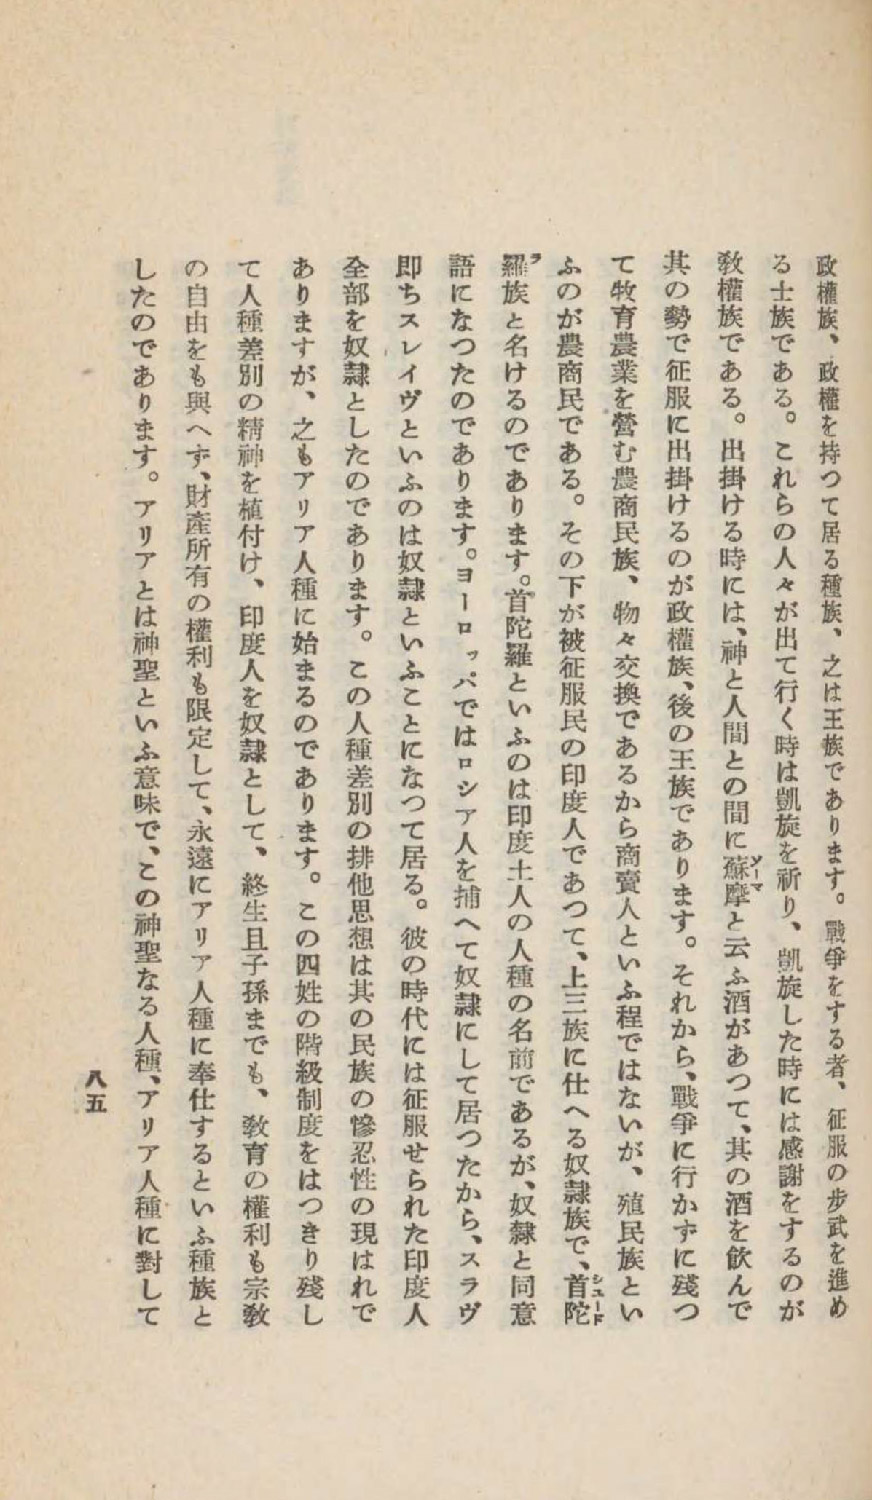 政權族、政權を持つて居る種族、之は王族であります。戰爭をする者、征服の步武を進め
る士族である。これらの人々が出て行く時は凱旋を祈り、凱旋した時には感謝をするのが
敎權族である。出掛ける時には、神と人間との間に蘇摩と云ふ酒があつて、其の酒を飮んで
其の勢で征服に出掛けるのが政權族、後の王族であります。それから、戰爭に行かずに殘つ
て牧育農業を營む農商民族、物々交換であるから商賣人といふ程ではないが、殖民族とい
ふのが農商民である。その下が被征服民の印度人であつて、上三族に仕へる奴隷族で、首陀
羅族と名けるのであります。首陀羅といふのは印度土人の人種の名前であるが、奴隸と同意
語になつたのであります。ヨーロッパではロシア人を捕へて奴隷にして居つたから、スラヴ
即ちスレイヴといふのは奴隷といふことになつて居る。彼の時代には征服せられた印度人
全部を奴隷としたのであります。この人種差別の排他思想は其の民族の慘忍性の現はれで
ありますが、之もアリア人種に始まるのであります。この四姓の階級制度をはつきり殘し
て人種差別の精神を植付け、印度人を奴隷として、終生且子孫までも、敎育の權利も宗敎
の自由をも與へず、財產所有の權利も限定して、永遠にアリア人種に奉仕するといふ種族と
したのであります。アリアとは神聖といふ意味で、この神聖なる人種、アリア人種に對して
八五